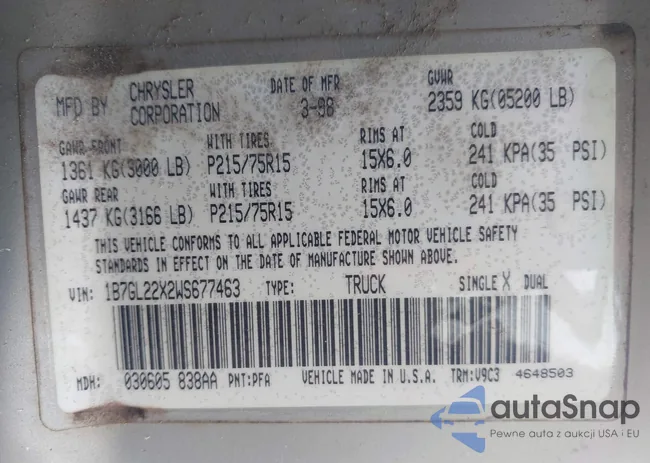 MFD BY CHRYSLER CORPORATION DATE OF MFR 3-98 GVWR 2359 KG(05200 LB)
GAWR FRONT WITH TIRES RIMS AT COLD
1361 KG(3000 LB) P215/75R15 15X6.0 241 KPA(35 PSI)
GAWR REAR WITH TIRES RIMS AT COLD
1437 KG(3166 LB) P215/75R15 15X6.0 241 KPA(35 PSI)
THIS VEHICLE CONFORMS TO ALL APPLICABLE FEDERAL MOTOR VEHICLE SAFETY
STANDARDS IN EFFECT ON THE DATE OF MANUFACTURE SHOWN ABOVE.
VIN: 1B7GL22X2WS677463 TYPE: TRUCK SINGLE X DUAL
MDH: 030605 838AA PNT:PFA VEHICLE MADE IN U.S.A. TRM:V9C3 4648503
autaSnap
Pewne auta z aukcji USA i EU